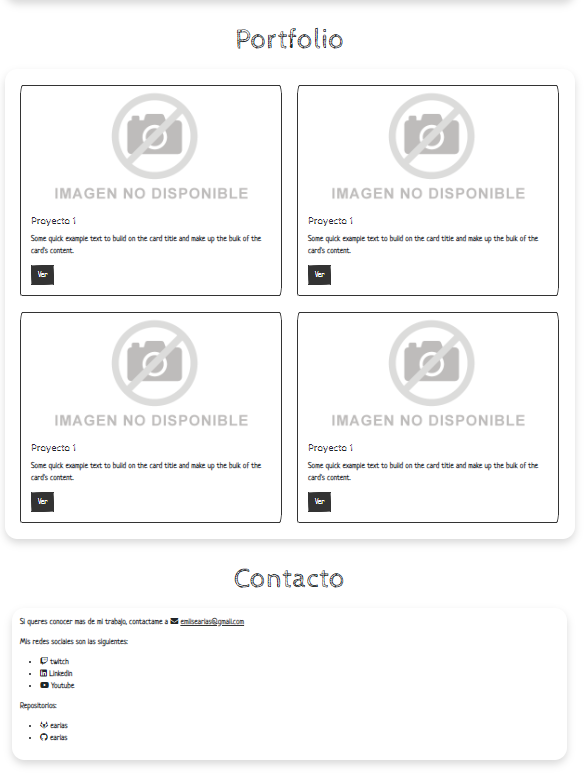 Portfolio
IMAGEN NO DISPONIBLE
IMAGEN NO DISPONIBLE
Proyecto 1
Some quick example text to build on the card title and make up the bulk of the
card's content.
Ver
Proyecto 1
Some quick example text to build on the card title and make up the bulk of the
card's content.
Ver
IMAGEN NO DISPONIBLE
IMAGEN NO DISPONIBLE
Proyecto 1
Some quick example text to build on the card title and make up the bulk of the
card's content.
Ver
Proyecto 1
Some quick example text to build on the card title and make up the bulk of the
card's content.
Ver
Contacto
Si queres conocer mas de mi trabajo, contactame a emilsearias@gmail.com
Mis redes sociales son las siguientes:
twitch
Linkedin
Youtube
Repositorios:
earias
earias